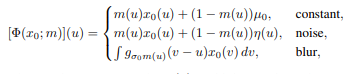 [Φ(x₀; m)](u) = { m(u)x₀(u) + (1 − m(u))μ₀, constant,
m(u)x₀(u) + (1 − m(u))η(u), noise,
∫ g_{σ₀m(u)}(v − u)x₀(v) dv, blur,